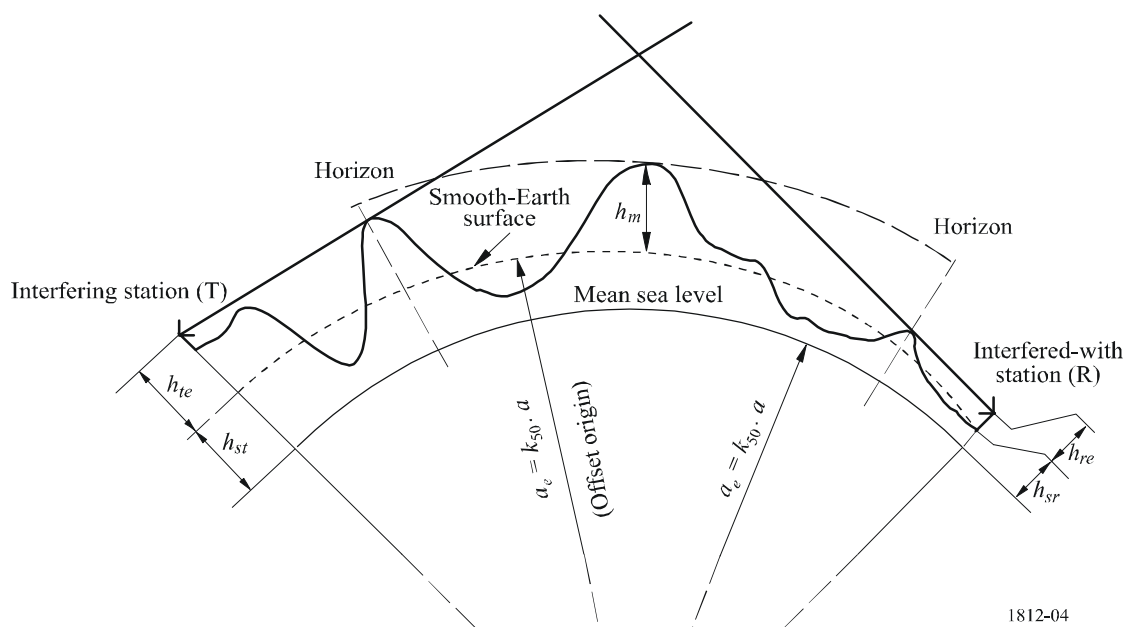 Horizon
Smooth-Earth
surface
h_m
Horizon
Interfering station (T)
Mean sea level
Interfered-with
station (R)
h_te
h_st
a_e = k_50 · a
(Offset origin)
a_e = k_50 · a
h_re
h_sr
1812-04